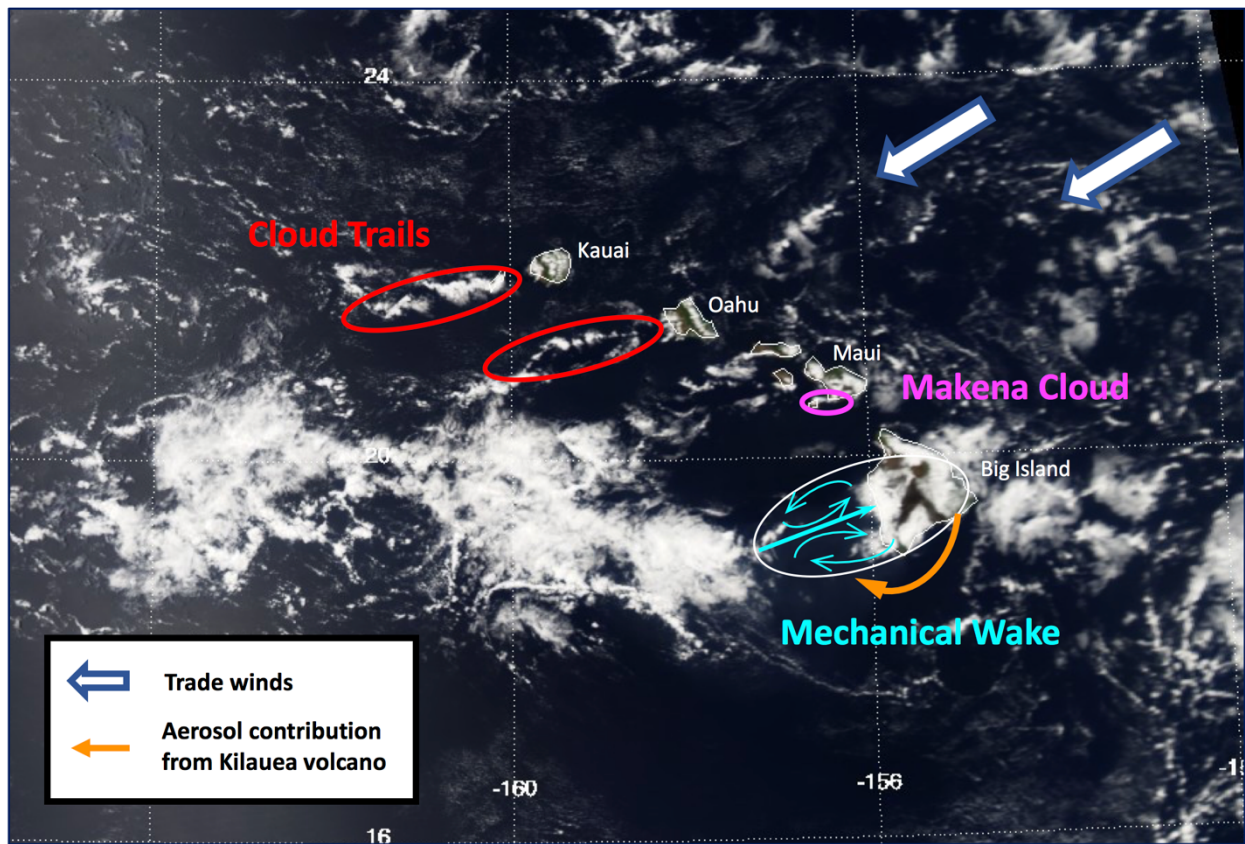 24
Cloud Trails
Kauai
Oahu
Maui
Makena Cloud
20
Big Island
Mechanical Wake
Trade winds
Aerosol contribution
from Kilauea volcano
-160
-156
16